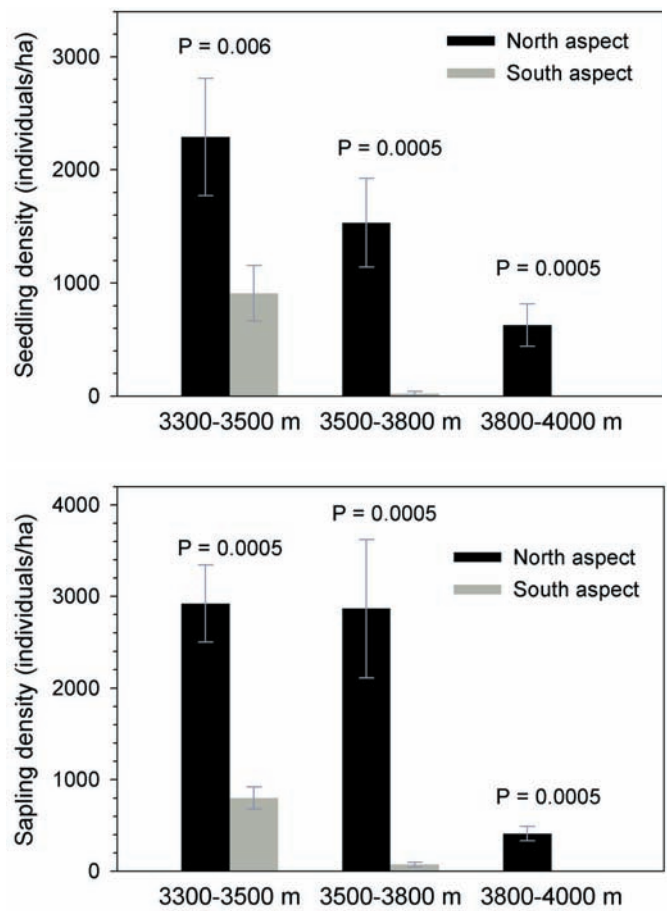 Seedling density (individuals/ha)
3000
2000
1000
0
P = 0.006
P = 0.0005
P = 0.0005
North aspect
South aspect
3300-3500 m
3500-3800 m
3800-4000 m
Sapling density (individuals/ha)
4000
3000
2000
1000
0
P = 0.0005
P = 0.0005
P = 0.0005
North aspect
South aspect
3300-3500 m
3500-3800 m
3800-4000 m